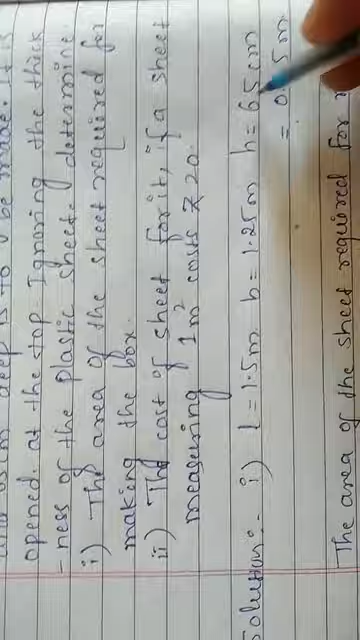 deep is to be made. It is
opened at the top. Ignoring the thick
-ness of the plastic sheet, determine
i) The area of the sheet required for
making the box.
ii) The cost of sheet for it, if a sheet
measuring 1 m² costs ₹ 20.
Solution:- i) l = 1.5m b = 1.25m h = 65 cm
= 0. 5 m
The area of the sheet required for